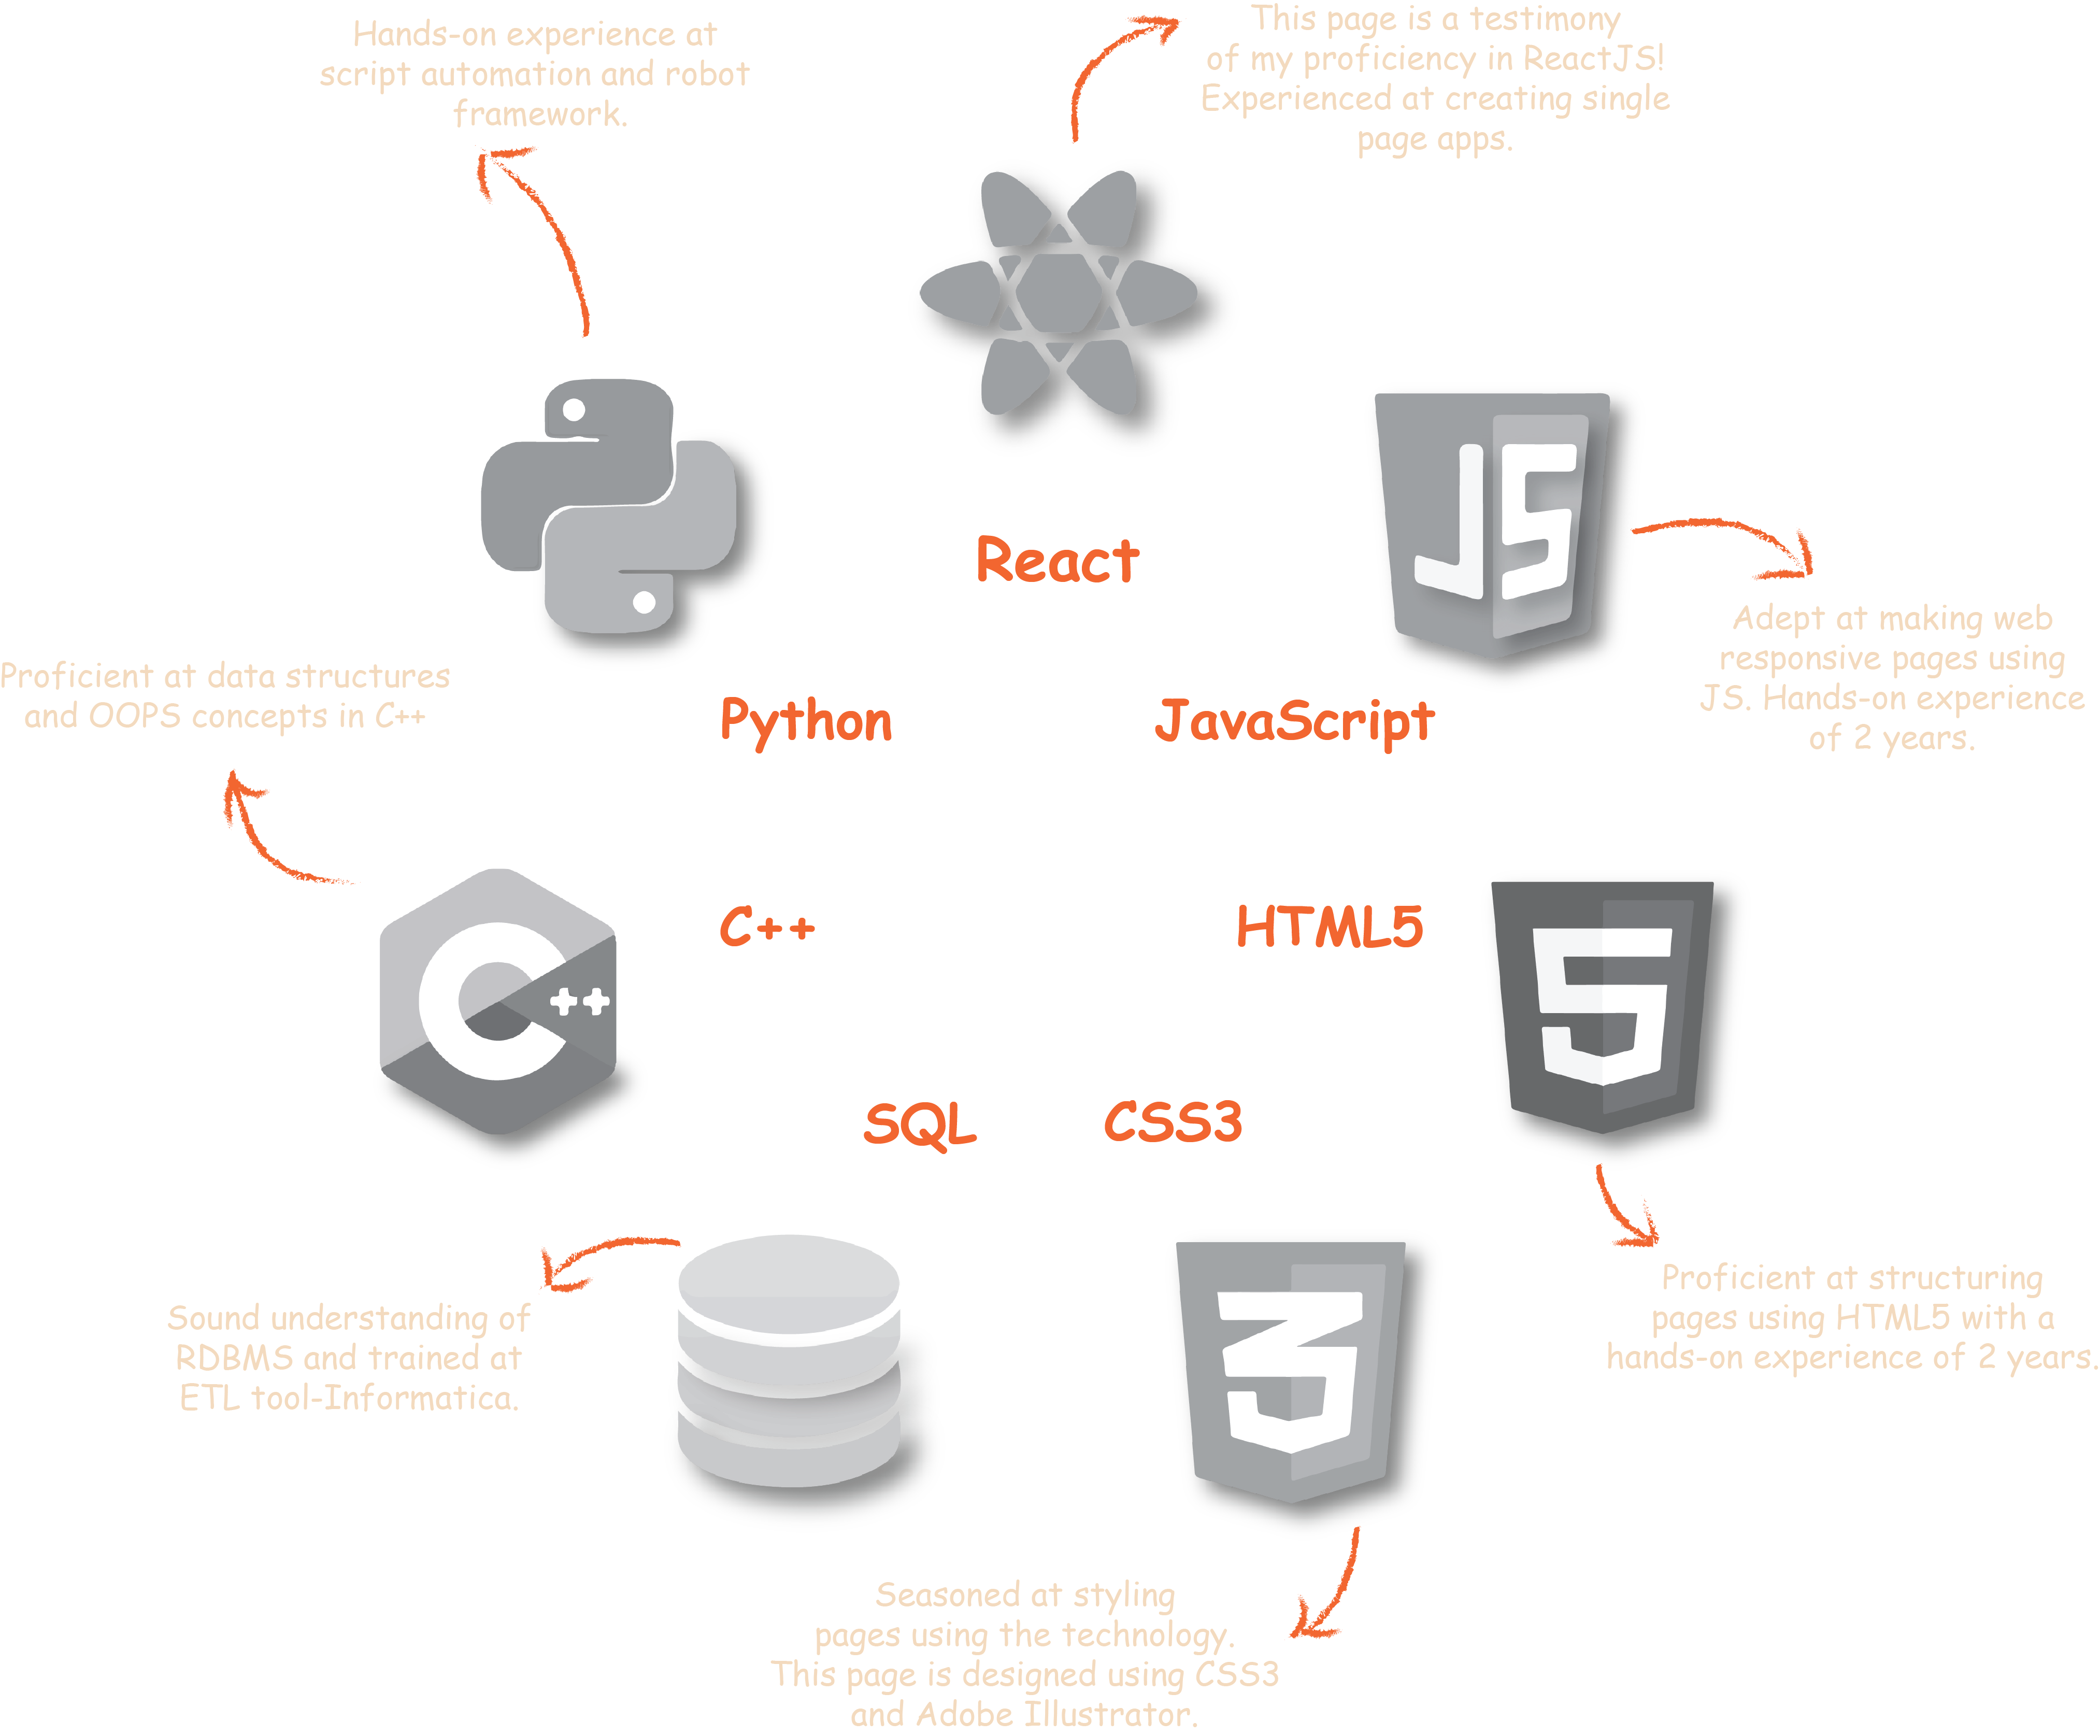 Hands-on experience at
script automation and robot
framework.
This page is a testimony
of my proficiency in ReactJS!
Experienced at creating single
page apps.
JS
React
Adept at making web
responsive pages using
JS. Hands-on experience
of 2 years.
Proficient at data structures
and OOPS concepts in C++
Python
JavaScript
C++
HTML5
C++
5
SQL
CSS3
3
Proficient at structuring
pages using HTML5 with a
hands-on experience of 2 years.
Sound understanding of
RDBMS and trained at
ETL tool-Informatica.
Seasoned at styling
pages using the technology.
This page is designed using CSS3
and Adobe Illustrator.